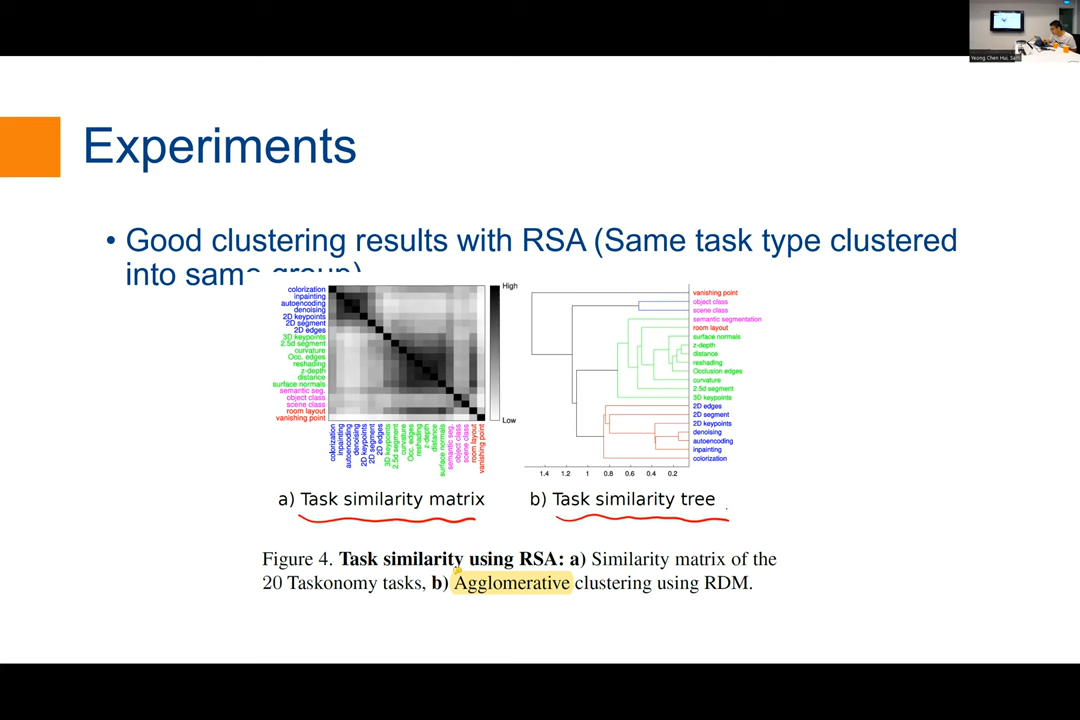 Yeong Chen Hui, Sam
Experiments
• Good clustering results with RSA (Same task type clustered
into same group)
colorization
inpainting
autoencoding
denoising
2D keypoints
2D segment
2D edges
3D keypoints
2.5d segment
curvature
Occ. edges
reshading
z-depth
distance
surface normals
semantic seg.
object class
scene class
room layout
vanishing point
High
Low
colorization
inpainting
autoencoding
denoising
2D keypoints
2D segment
2D edges
3D keypoints
2.5d segment
curvature
Occ. edges
reshading
z-depth
distance
surface normals
semantic seg.
object class
scene class
room layout
vanishing point
a) Task similarity matrix
vanishing point
object class
scene class
semantic segmentation
room layout
surface normals
z-depth
distance
reshading
Occlusion edges
curvature
2.5d segment
3D keypoints
2D edges
2D segment
2D keypoints
denoising
autoencoding
inpainting
colorization
1.4 1.2 1 0.8 0.6 0.4 0.2
b) Task similarity tree
Figure 4. Task similarity using RSA: a) Similarity matrix of the
20 Taskonomy tasks, b) Agglomerative clustering using RDM.